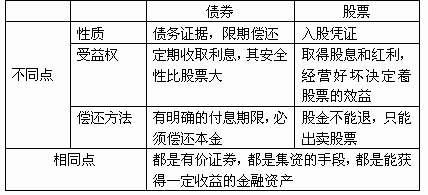 债券 股票
不同点 性质 债务证据，限期偿还 入股凭证
受益权 定期收取利息，其安全 取得股息和红利，
性比股票大 经营好坏决定着
股票的效益
偿还方法 有明确的付息期限，必 股金不能退，只能
须偿还本金 出卖股票
相同点 都是有价证券，都是集资的手段，都是能获
得一定收益的金融资产